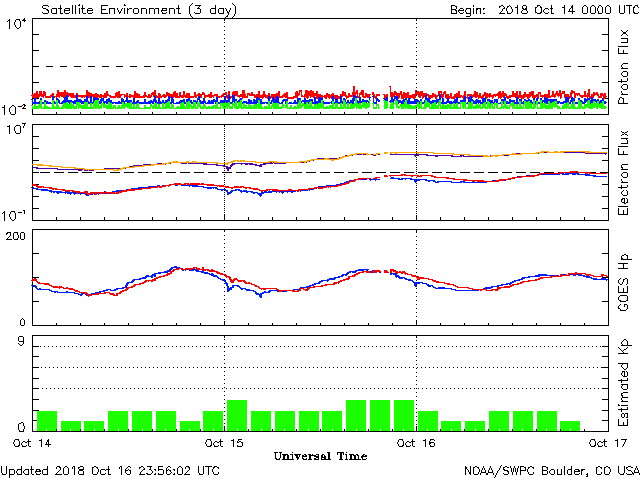 Satellite Environment (3 day) Begin: 2018 Oct 14 0000 UTC
10^4
10^-2
Proton Flux
10^7
10^-1
Electron Flux
200
0
GOES Hp
9
0
Estimated Kp
Oct 14 Oct 15 Oct 16 Oct 17
Universal Time
Updated 2018 Oct 16 23:56:02 UTC NOAA/SWPC Boulder, CO USA